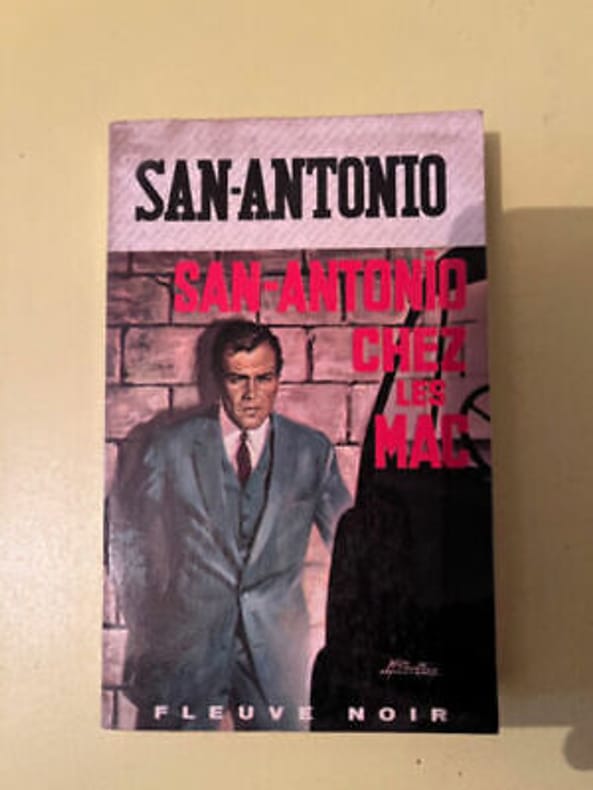 SAN-ANTONIO
SAN-ANTONiO
CHEZ
LES
MAC
FLEUVE NOIR